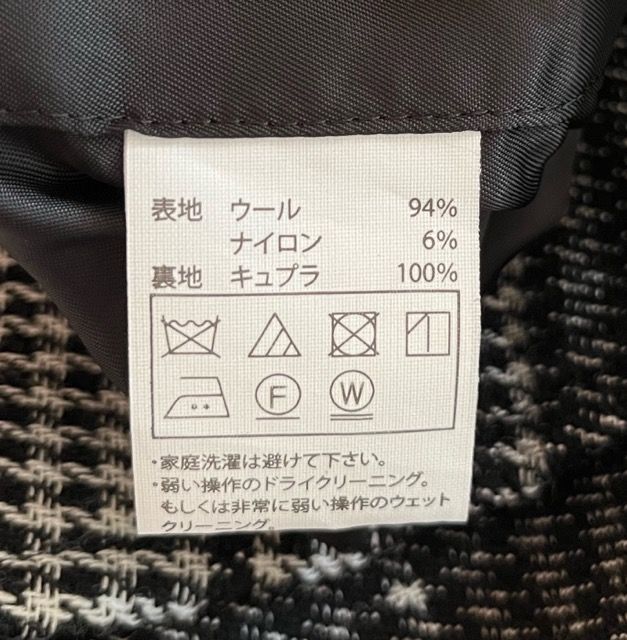 表地 ウール 94%
ナイロン 6%
裏地 キュプラ 100%
F W
・家庭洗濯は避けて下さい。
・弱い操作のドライクリーニング。
もしくは非常に弱い操作のウェット
クリーニング。